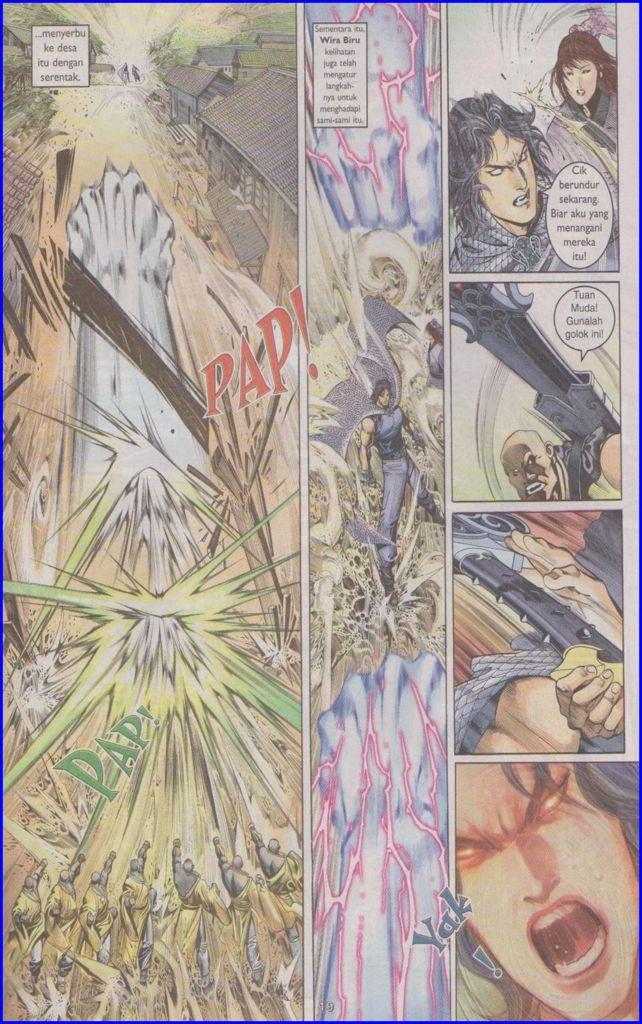 ...menyerbu
ke desa
itu dengan
serentak.
PAP!
PAP!
Sementara itu,
Wira Biru
kelihatan
juga telah
mengatur
langkah-
nya untuk
menghadapi
sami-sami itu.
Cik
berundur
sekarang.
Biar aku yang
menangani
mereka
itu!
Tuan
Muda!
Gunalah
golok ini!
Yak
!
19